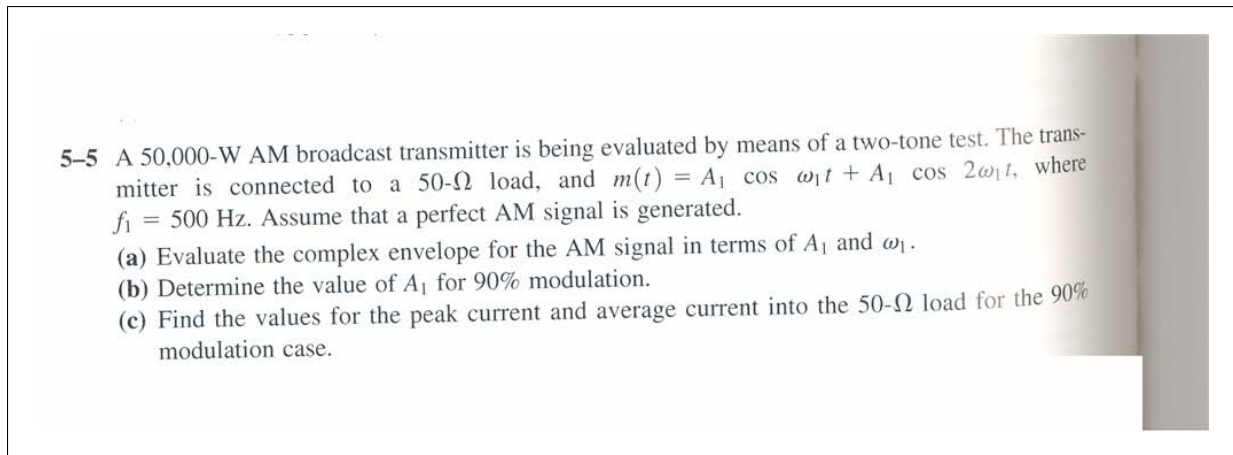 5–5 A 50,000-W AM broadcast transmitter is being evaluated by means of a two-tone test. The trans-
mitter is connected to a 50-Ω load, and m(t) = A₁ cos ω₁t + A₁ cos 2ω₁t, where
f₁ = 500 Hz. Assume that a perfect AM signal is generated.
(a) Evaluate the complex envelope for the AM signal in terms of A₁ and ω₁.
(b) Determine the value of A₁ for 90% modulation.
(c) Find the values for the peak current and average current into the 50-Ω load for the 90%
modulation case.